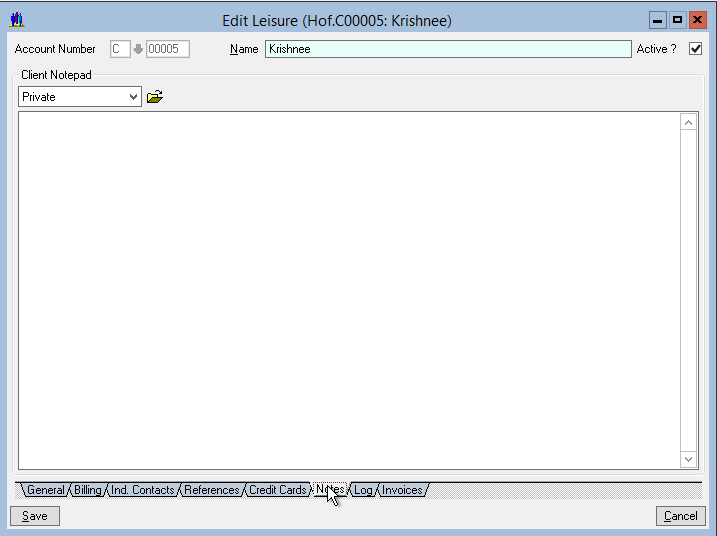 Edit Leisure (Hof.C00005: Krishnee)
Account Number C 00005 Name Krishnee Active ?
Client Notepad
Private
General Billing Ind. Contacts References Credit Cards Notes Log Invoices
Save Cancel